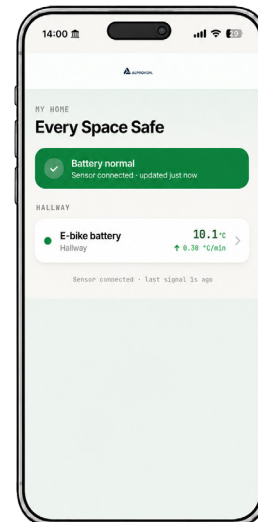 14:00
MY HOME
Every Space Safe
Battery normal
Sensor connected · updated just now
HALLWAY
E-bike battery
10.1°C
Hallway
↑ 0.30 °C/min
Sensor connected · last signal 1s ago